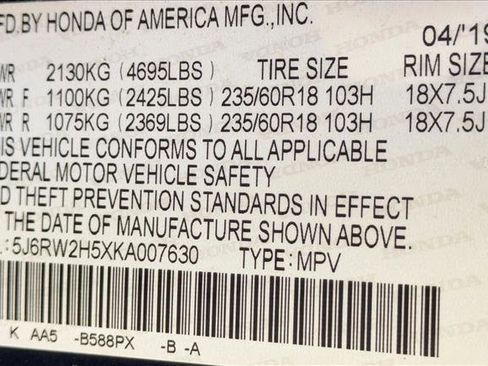 FD.BY HONDA OF AMERICA MFG.,INC.
04/'19
WR 2130KG (4695LBS) TIRE SIZE RIM SIZE
WR F 1100KG (2425LBS) 235/60R18 103H 18X7.5J
WR R 1075KG (2369LBS) 235/60R18 103H 18X7.5J
IS VEHICLE CONFORMS TO ALL APPLICABLE
DERAL MOTOR VEHICLE SAFETY
D THEFT PREVENTION STANDARDS IN EFFECT
THE DATE OF MANUFACTURE SHOWN ABOVE.
:5J6RW2H5XKA007630 TYPE:MPV
K AA5 -B588PX -B -A